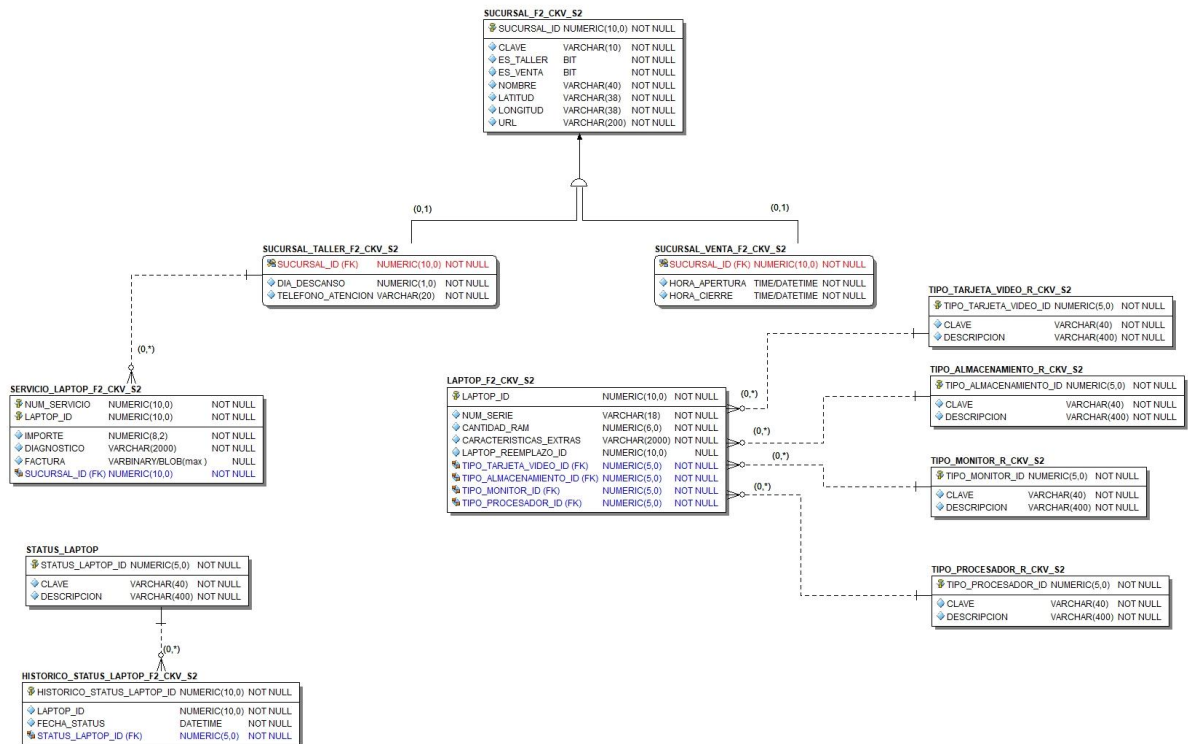 SUCURSAL_F2_CKV_S2
SUCURSAL_ID NUMERIC(10,0) NOT NULL
CLAVE VARCHAR(10) NOT NULL
ES_TALLER BIT NOT NULL
ES_VENTA BIT NOT NULL
NOMBRE VARCHAR(40) NOT NULL
LATITUD VARCHAR(38) NOT NULL
LONGITUD VARCHAR(38) NOT NULL
URL VARCHAR(200) NOT NULL
(0,1)
(0,1)
SUCURSAL_TALLER_F2_CKV_S2
SUCURSAL_ID (FK) NUMERIC(10,0) NOT NULL
DIA_DESCANSO NUMERIC(1,0) NOT NULL
TELEFONO_ATENCION VARCHAR(20) NOT NULL
SUCURSAL_VENTA_F2_CKV_S2
SUCURSAL_ID (FK) NUMERIC(10,0) NOT NULL
HORA_APERTURA TIME/DATETIME NOT NULL
HORA_CIERRE TIME/DATETIME NOT NULL
TIPO_TARJETA_VIDEO_R_CKV_S2
TIPO_TARJETA_VIDEO_ID NUMERIC(5,0) NOT NULL
CLAVE VARCHAR(40) NOT NULL
DESCRIPCION VARCHAR(400) NOT NULL
(0,*)
SERVICIO_LAPTOP_F2_CKV_S2
NUM_SERVICIO NUMERIC(10,0) NOT NULL
LAPTOP_ID NUMERIC(10,0) NOT NULL
IMPORTE NUMERIC(8,2) NOT NULL
DIAGNOSTICO VARCHAR(2000) NOT NULL
FACTURA VARBINARY/BLOB(max ) NULL
SUCURSAL_ID (FK) NUMERIC(10,0) NOT NULL
LAPTOP_F2_CKV_S2
LAPTOP_ID NUMERIC(10,0) NOT NULL
NUM_SERIE VARCHAR(18) NOT NULL
CANTIDAD_RAM NUMERIC(6,0) NOT NULL
CARACTERISTICAS_EXTRAS VARCHAR(2000) NOT NULL
LAPTOP_REEMPLAZO_ID NUMERIC(10,0) NULL
TIPO_TARJETA_VIDEO_ID (FK) NUMERIC(5,0) NOT NULL
TIPO_ALMACENAMIENTO_ID (FK) NUMERIC(5,0) NOT NULL
TIPO_MONITOR_ID (FK) NUMERIC(5,0) NOT NULL
TIPO_PROCESADOR_ID (FK) NUMERIC(5,0) NOT NULL
(0,*)
(0,*)
(0,*)
(0,*)
TIPO_ALMACENAMIENTO_R_CKV_S2
TIPO_ALMACENAMIENTO_ID NUMERIC(5,0) NOT NULL
CLAVE VARCHAR(40) NOT NULL
DESCRIPCION VARCHAR(400) NOT NULL
TIPO_MONITOR_R_CKV_S2
TIPO_MONITOR_ID NUMERIC(5,0) NOT NULL
CLAVE VARCHAR(40) NOT NULL
DESCRIPCION VARCHAR(400) NOT NULL
TIPO_PROCESADOR_R_CKV_S2
TIPO_PROCESADOR_ID NUMERIC(5,0) NOT NULL
CLAVE VARCHAR(40) NOT NULL
DESCRIPCION VARCHAR(400) NOT NULL
STATUS_LAPTOP
STATUS_LAPTOP_ID NUMERIC(5,0) NOT NULL
CLAVE VARCHAR(40) NOT NULL
DESCRIPCION VARCHAR(400) NOT NULL
(0,*)
HISTORICO_STATUS_LAPTOP_F2_CKV_S2
HISTORICO_STATUS_LAPTOP_ID NUMERIC(10,0) NOT NULL
LAPTOP_ID NUMERIC(10,0) NOT NULL
FECHA_STATUS DATETIME NOT NULL
STATUS_LAPTOP_ID (FK) NUMERIC(5,0) NOT NULL